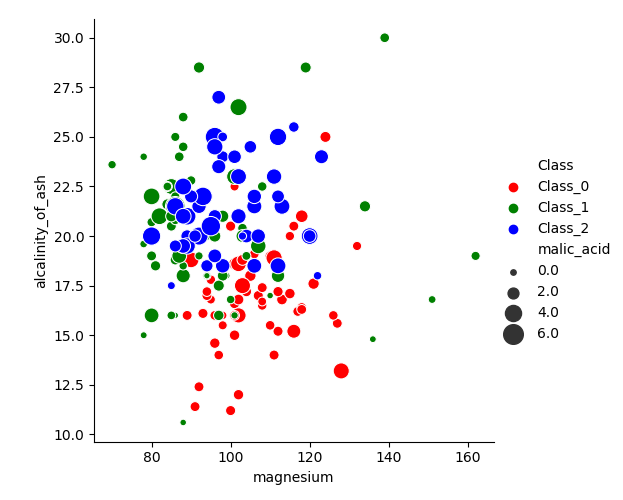 30.0
27.5
25.0
22.5
20.0
17.5
15.0
12.5
10.0
alcalinity_of_ash
80 100 120 140 160
magnesium
Class
Class_0
Class_1
Class_2
malic_acid
0.0
2.0
4.0
6.0